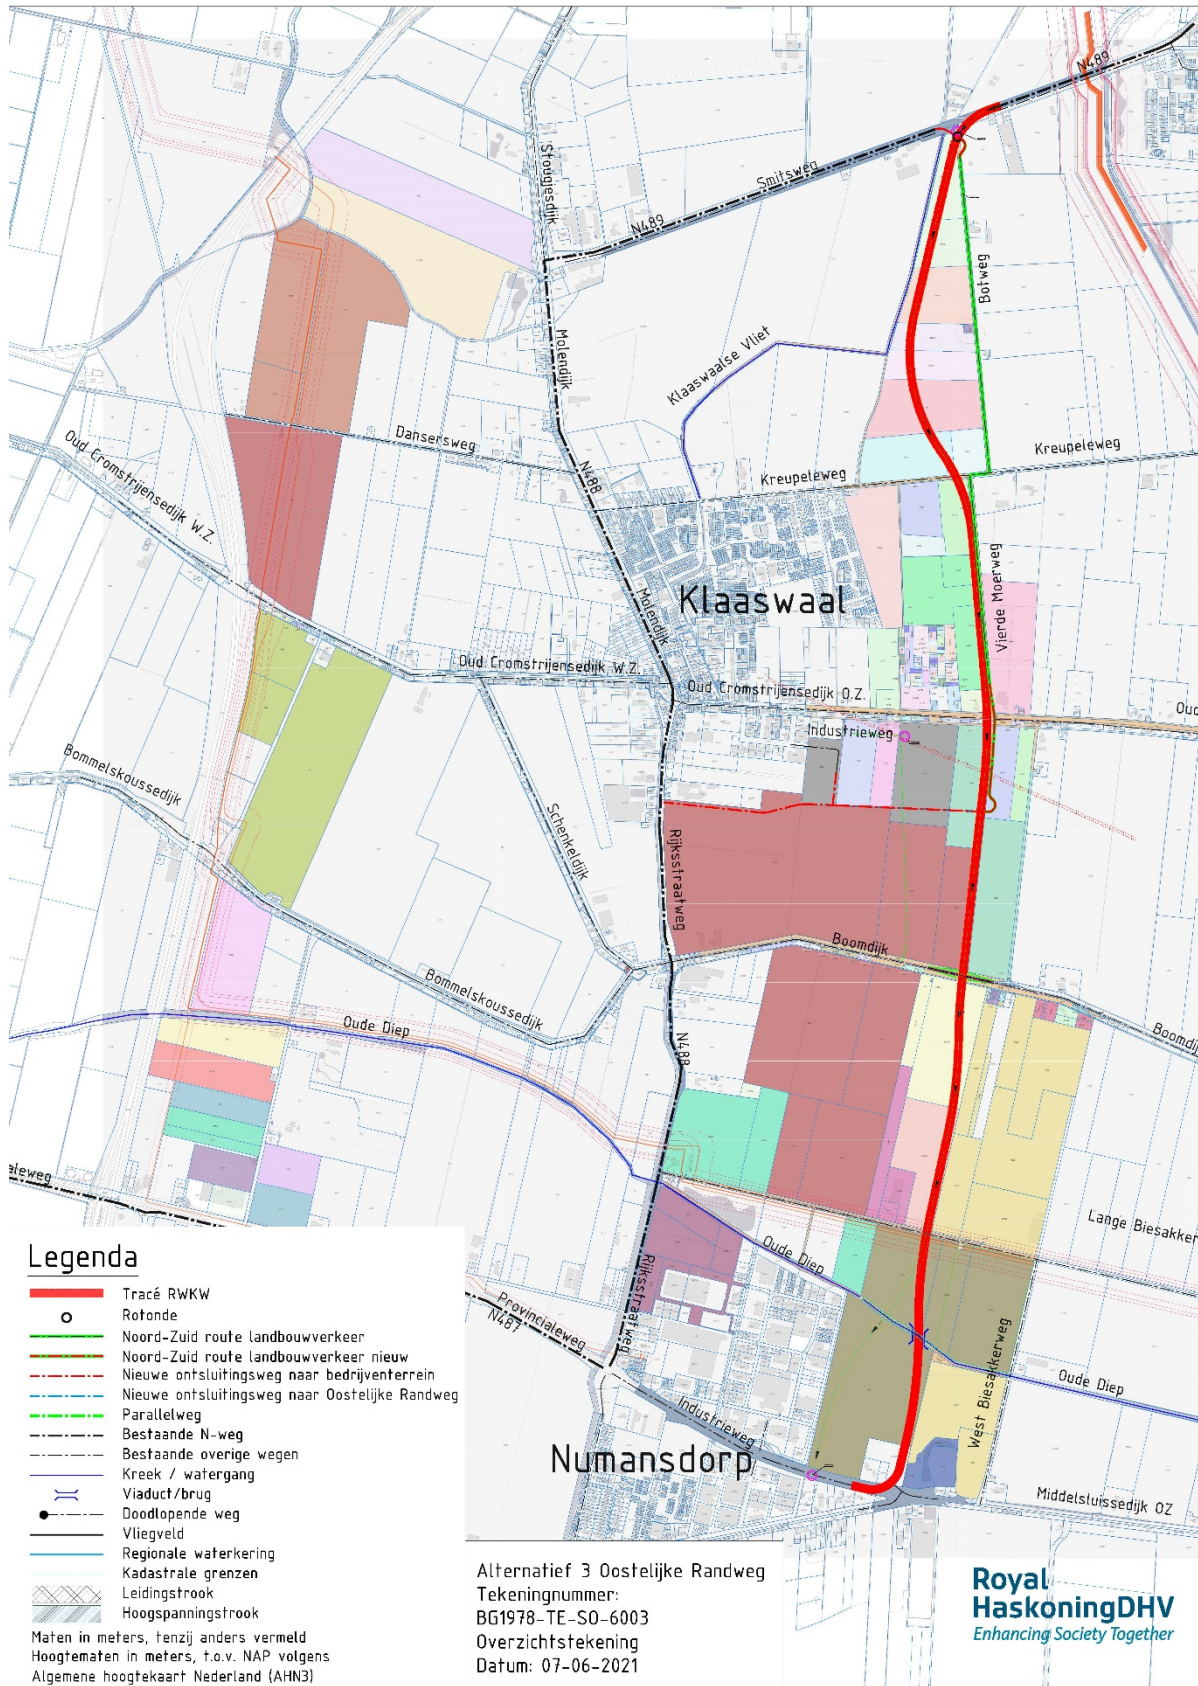 N489
Stougjesdijk
Smitsweg
N489
Botweg
Molendijk
Klaaswaalse Vliet
Dansersweg
Oud Cromstrijensedijk W.Z.
N488
Kreupeleweg
Kreupeleweg
Klaaswaal
Molendijk
Vierde Moerweg
Oud Cromstrijensedijk W.Z.
Oud Cromstrijensedijk O.Z.
Oud
Industrieweg
Bommelskoussedijk
Schenkeldijk
Rijksstraatweg
Boomdijk
Bommelskoussedijk
Oude Diep
N488
Boomdij
eleweg
Lange Biesakker
Oude Diep
Rijksstraatweg
Provincialeweg
N487
West Biesakkerweg
Oude Diep
Industrieweg
Numansdorp
Middelsluissedijk OZ
Legenda
Tracé RWKW
Rotonde
Noord-Zuid route landbouwverkeer
Noord-Zuid route landbouwverkeer nieuw
Nieuwe ontsluitingsweg naar bedrijventerrein
Nieuwe ontsluitingsweg naar Oostelijke Randweg
Parallelweg
Bestaande N-weg
Bestaande overige wegen
Kreek / watergang
Viaduct/brug
Doodlopende weg
Vliegveld
Regionale waterkering
Kadastrale grenzen
Leidingstrook
Hoogspanningstrook
Maten in meters, tenzij anders vermeld
Hoogtematen in meters, t.o.v. NAP volgens
Algemene hoogtekaart Nederland (AHN3)
Alternatief 3 Oostelijke Randweg
Tekeningnummer:
BG1978-TE-SO-6003
Overzichtstekening
Datum: 07-06-2021
Royal
HaskoningDHV
Enhancing Society Together